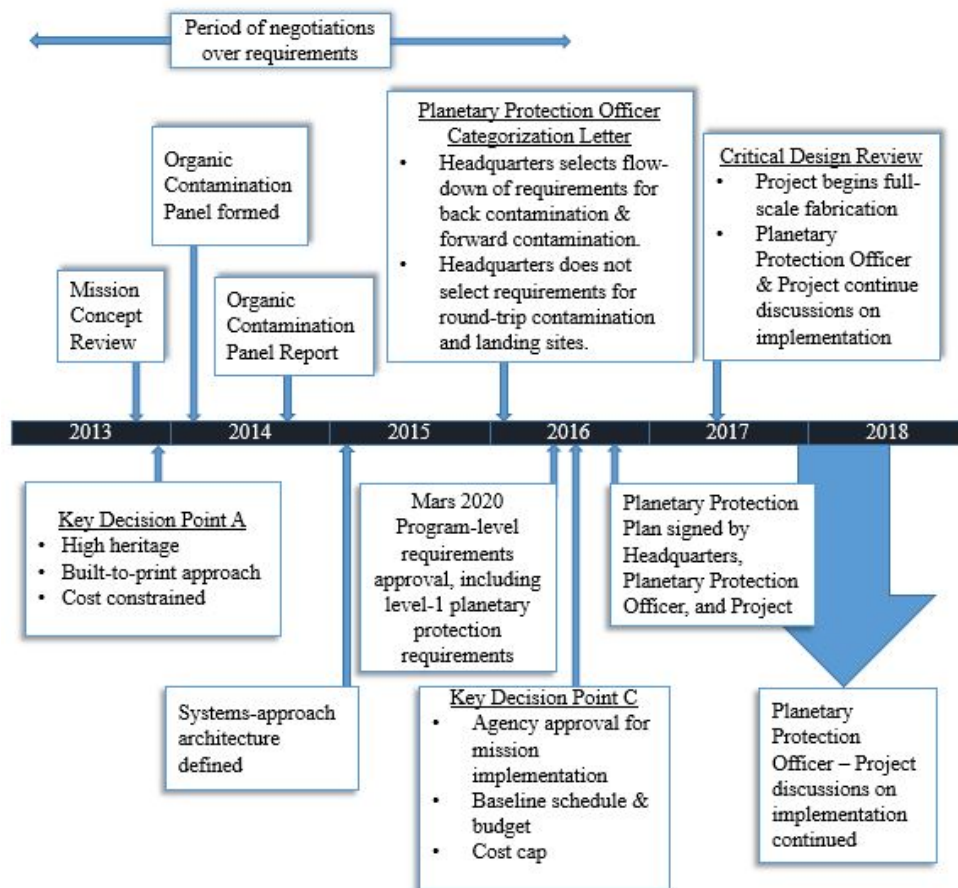 Period of negotiations
over requirements
Organic
Contamination
Panel formed
Planetary Protection Officer
Categorization Letter
• Headquarters selects flow-
down of requirements for
back contamination &
forward contamination.
• Headquarters does not
select requirements for
round-trip contamination
and landing sites.
Critical Design Review
• Project begins full-
scale fabrication
• Planetary
Protection Officer
& Project continue
discussions on
implementation
Mission
Concept
Review
Organic
Contamination
Panel Report
2013 2014 2015 2016 2017 2018
Key Decision Point A
• High heritage
• Built-to-print approach
• Cost constrained
Mars 2020
Program-level
requirements
approval, including
level-1 planetary
protection
requirements
Planetary Protection
Plan signed by
Headquarters,
Planetary Protection
Officer, and Project
Systems-approach
architecture
defined
Key Decision Point C
• Agency approval for
mission
implementation
• Baseline schedule &
budget
• Cost cap
Planetary
Protection
Officer – Project
discussions on
implementation
continued